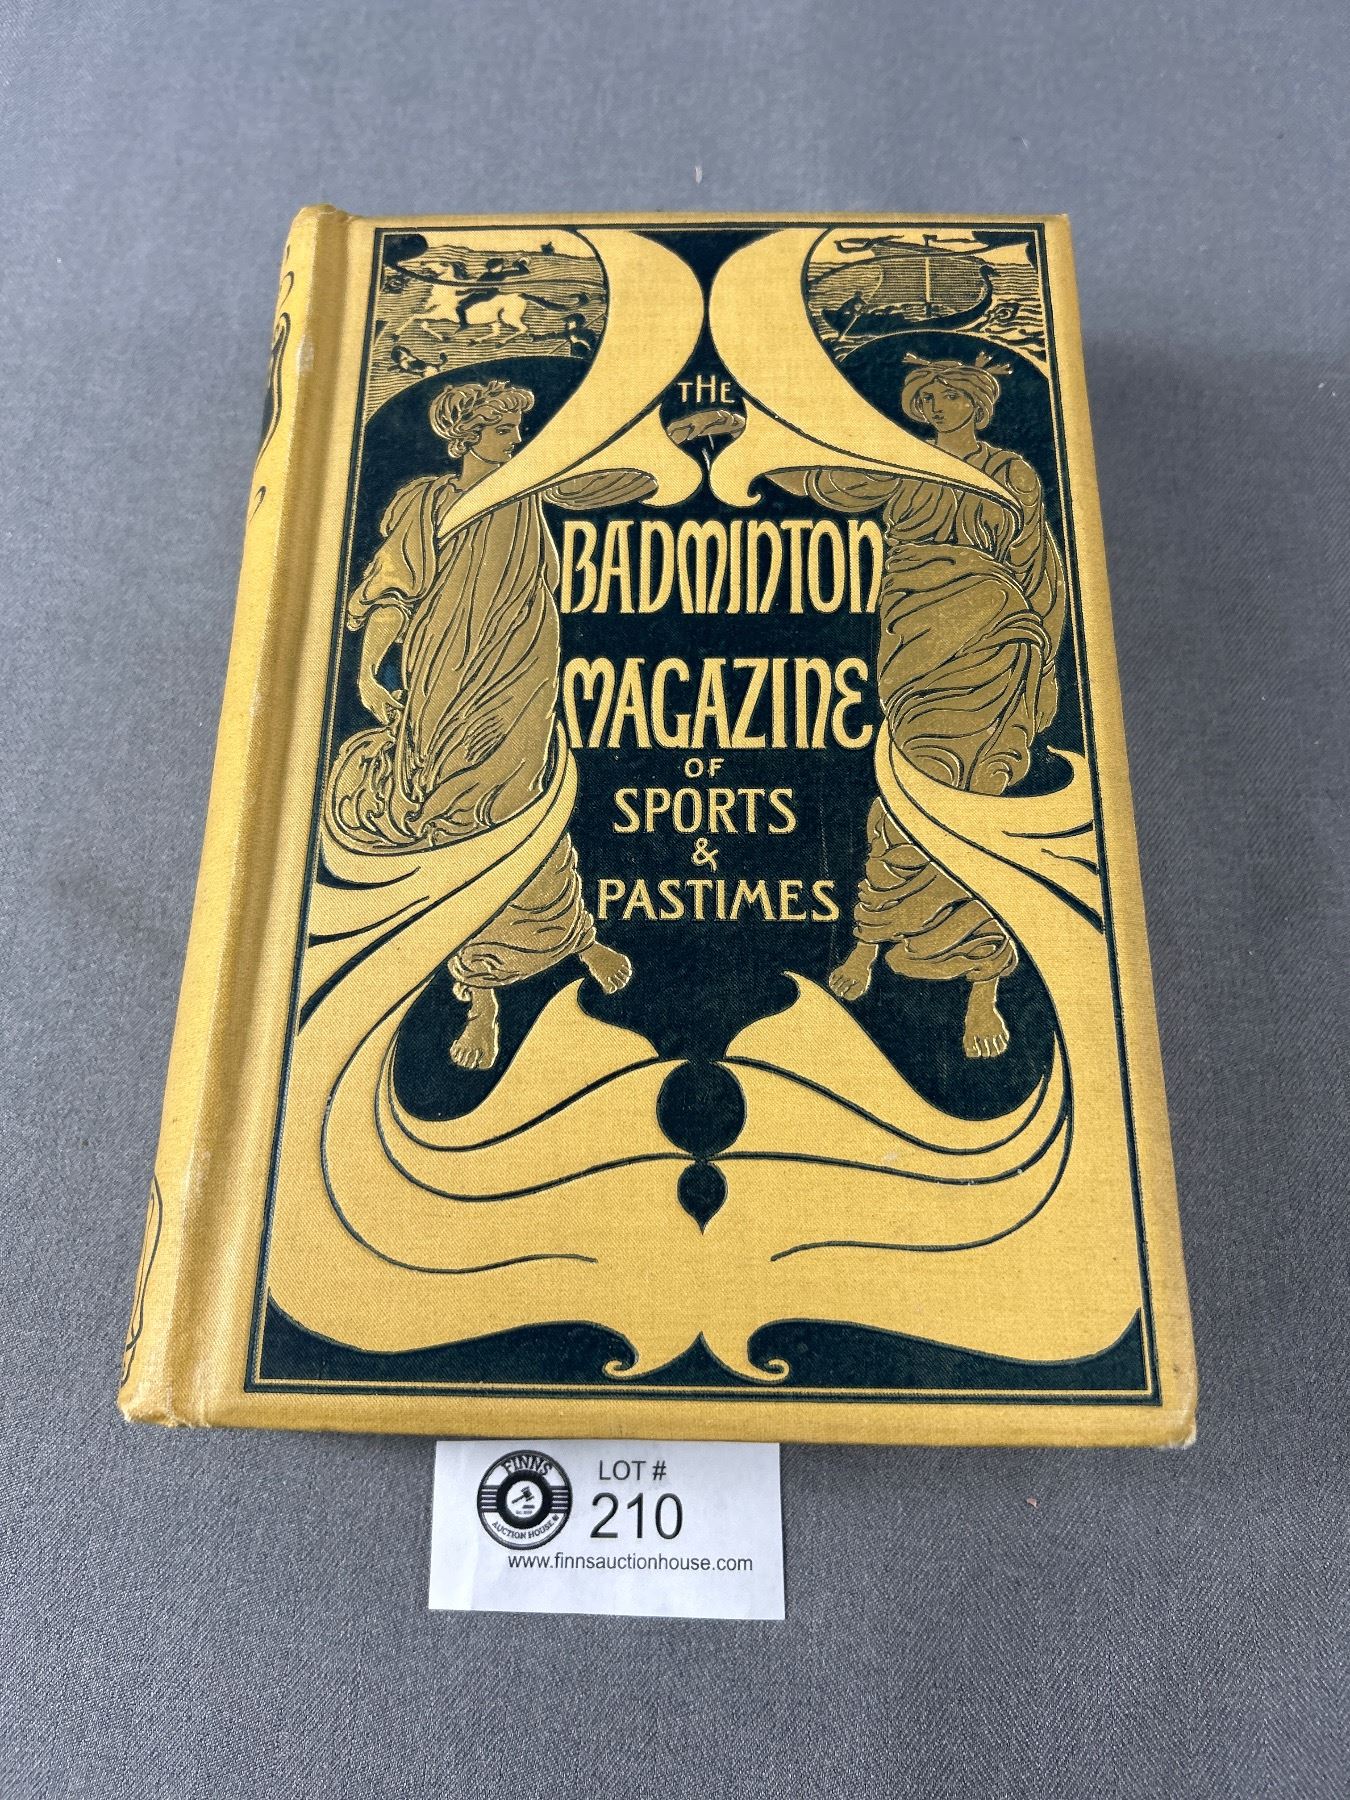 THE
BADMINTON
MAGAZINE
OF
SPORTS
&
PASTIMES
FINNS
AUCTION HOUSE
LOT #
210
www.finnsauctionhouse.com